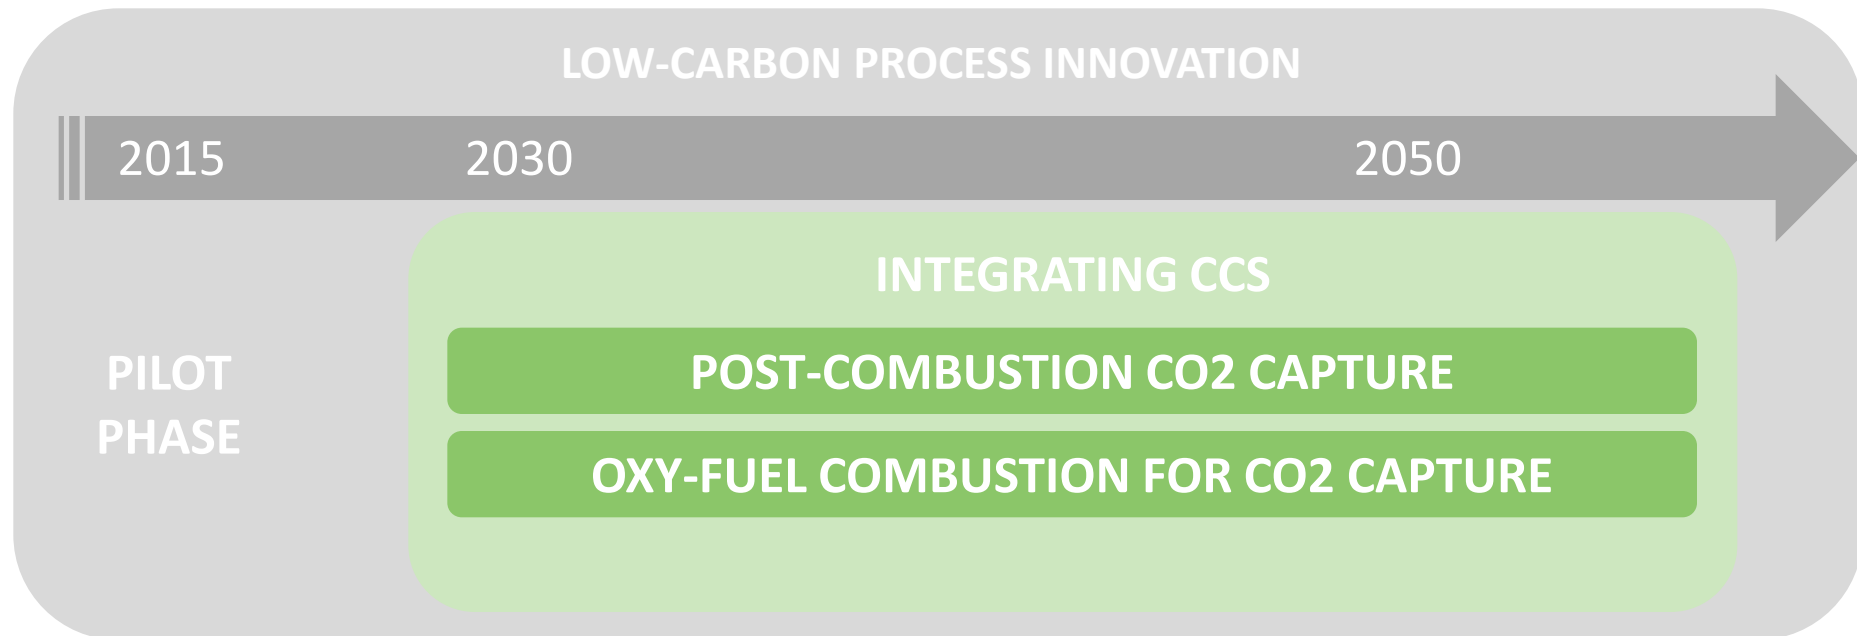 LOW-CARBON PROCESS INNOVATION
2015 2030 2050
INTEGRATING CCS
PILOT
PHASE
POST-COMBUSTION CO2 CAPTURE
OXY-FUEL COMBUSTION FOR CO2 CAPTURE